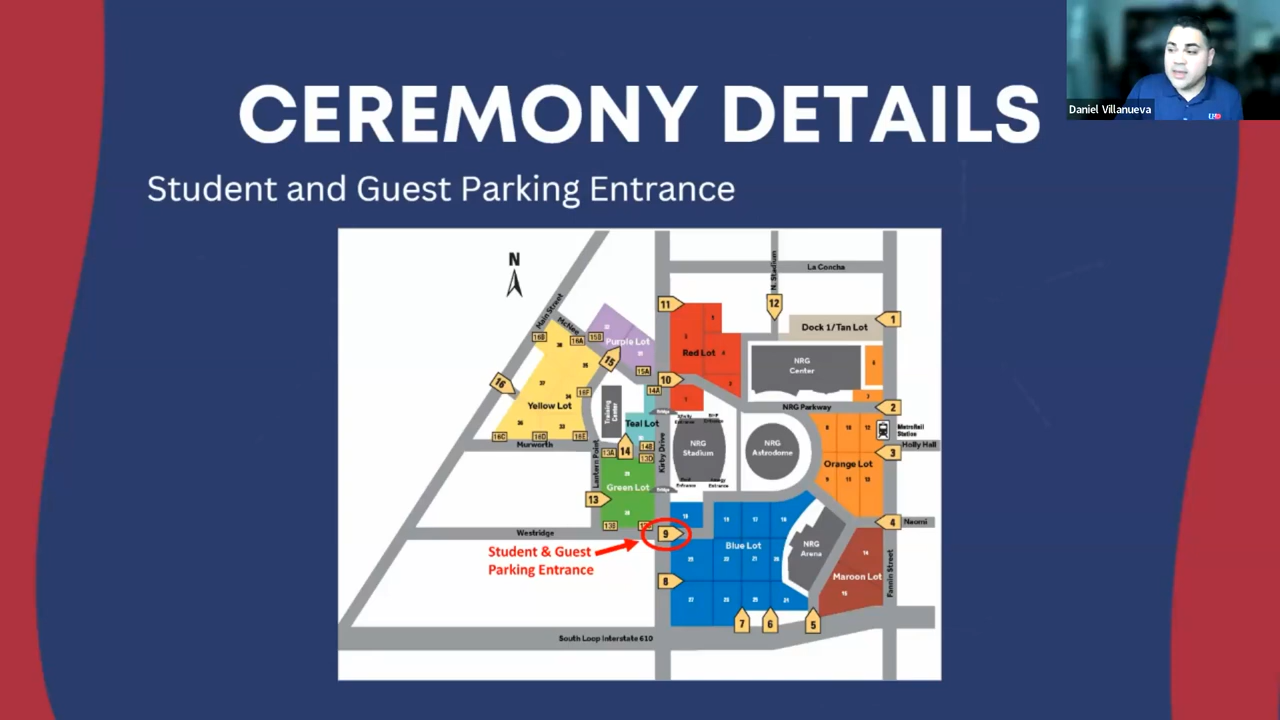 Daniel Villanueva
CEREMONY DETAILS
Student and Guest Parking Entrance
N
La Concha
N. Stadium
Main Street
McNee
11
12
1
Dock 1/Tan Lot
16B
16A
15B
Purple Lot
15
Red Lot
NRG
Center
16
15A
10
14A
16F
Yellow Lot
Training
Center
NRG Parkway
2
MetroRail
Station
Holly Hall
Teal Lot
Kirby Drive
NRG
Stadium
NRG
Astrodome
16C
16D
16E
Murworth
14
14B
13A
13D
3
Orange Lot
Lantern Point
Green Lot
13
13B
Westridge
9
4
Naomi
Student & Guest
Parking Entrance
Blue Lot
NRG
Arena
8
Maroon Lot
Fannin Street
7
6
5
South Loop Interstate 610